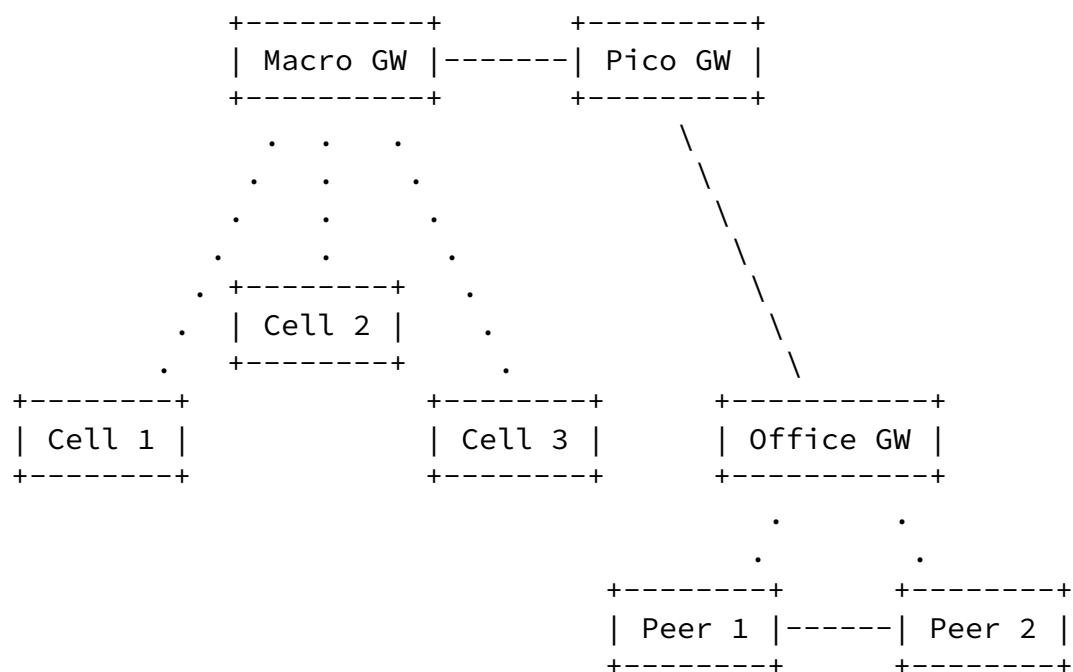 Macro GW
Pico GW
Cell 2
Cell 1
Cell 3
Office GW
Peer 1
Peer 2